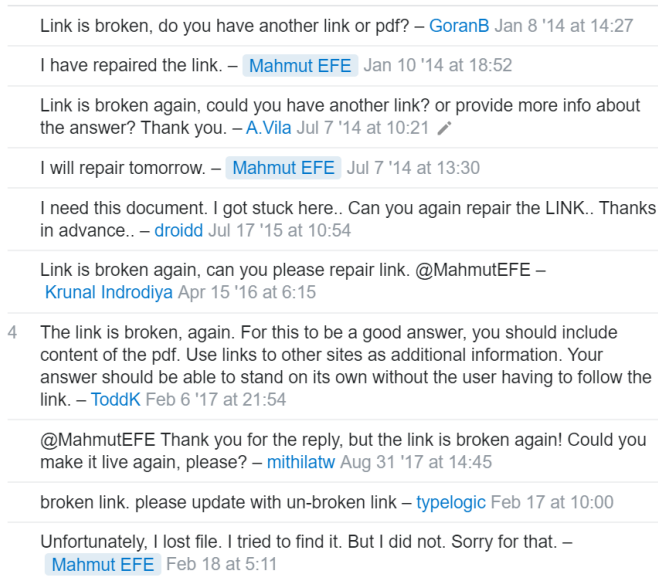 Link is broken, do you have another link or pdf? – GoranB Jan 8 '14 at 14:27
I have repaired the link. – Mahmut EFE Jan 10 '14 at 18:52
Link is broken again, could you have another link? or provide more info about
the answer? Thank you. – A.Vila Jul 7 '14 at 10:21
I will repair tomorrow. – Mahmut EFE Jul 7 '14 at 13:30
I need this document. I got stuck here.. Can you again repair the LINK.. Thanks
in advance.. – droidd Jul 17 '15 at 10:54
Link is broken again, can you please repair link. @MahmutEFE –
Krunal Indrodiya Apr 15 '16 at 6:15
4 The link is broken, again. For this to be a good answer, you should include
content of the pdf. Use links to other sites as additional information. Your
answer should be able to stand on its own without the user having to follow the
link. – ToddK Feb 6 '17 at 21:54
@MahmutEFE Thank you for the reply, but the link is broken again! Could you
make it live again, please? – mithilatw Aug 31 '17 at 14:45
broken link. please update with un-broken link – typelogic Feb 17 at 10:00
Unfortunately, I lost file. I tried to find it. But I did not. Sorry for that. –
Mahmut EFE Feb 18 at 5:11